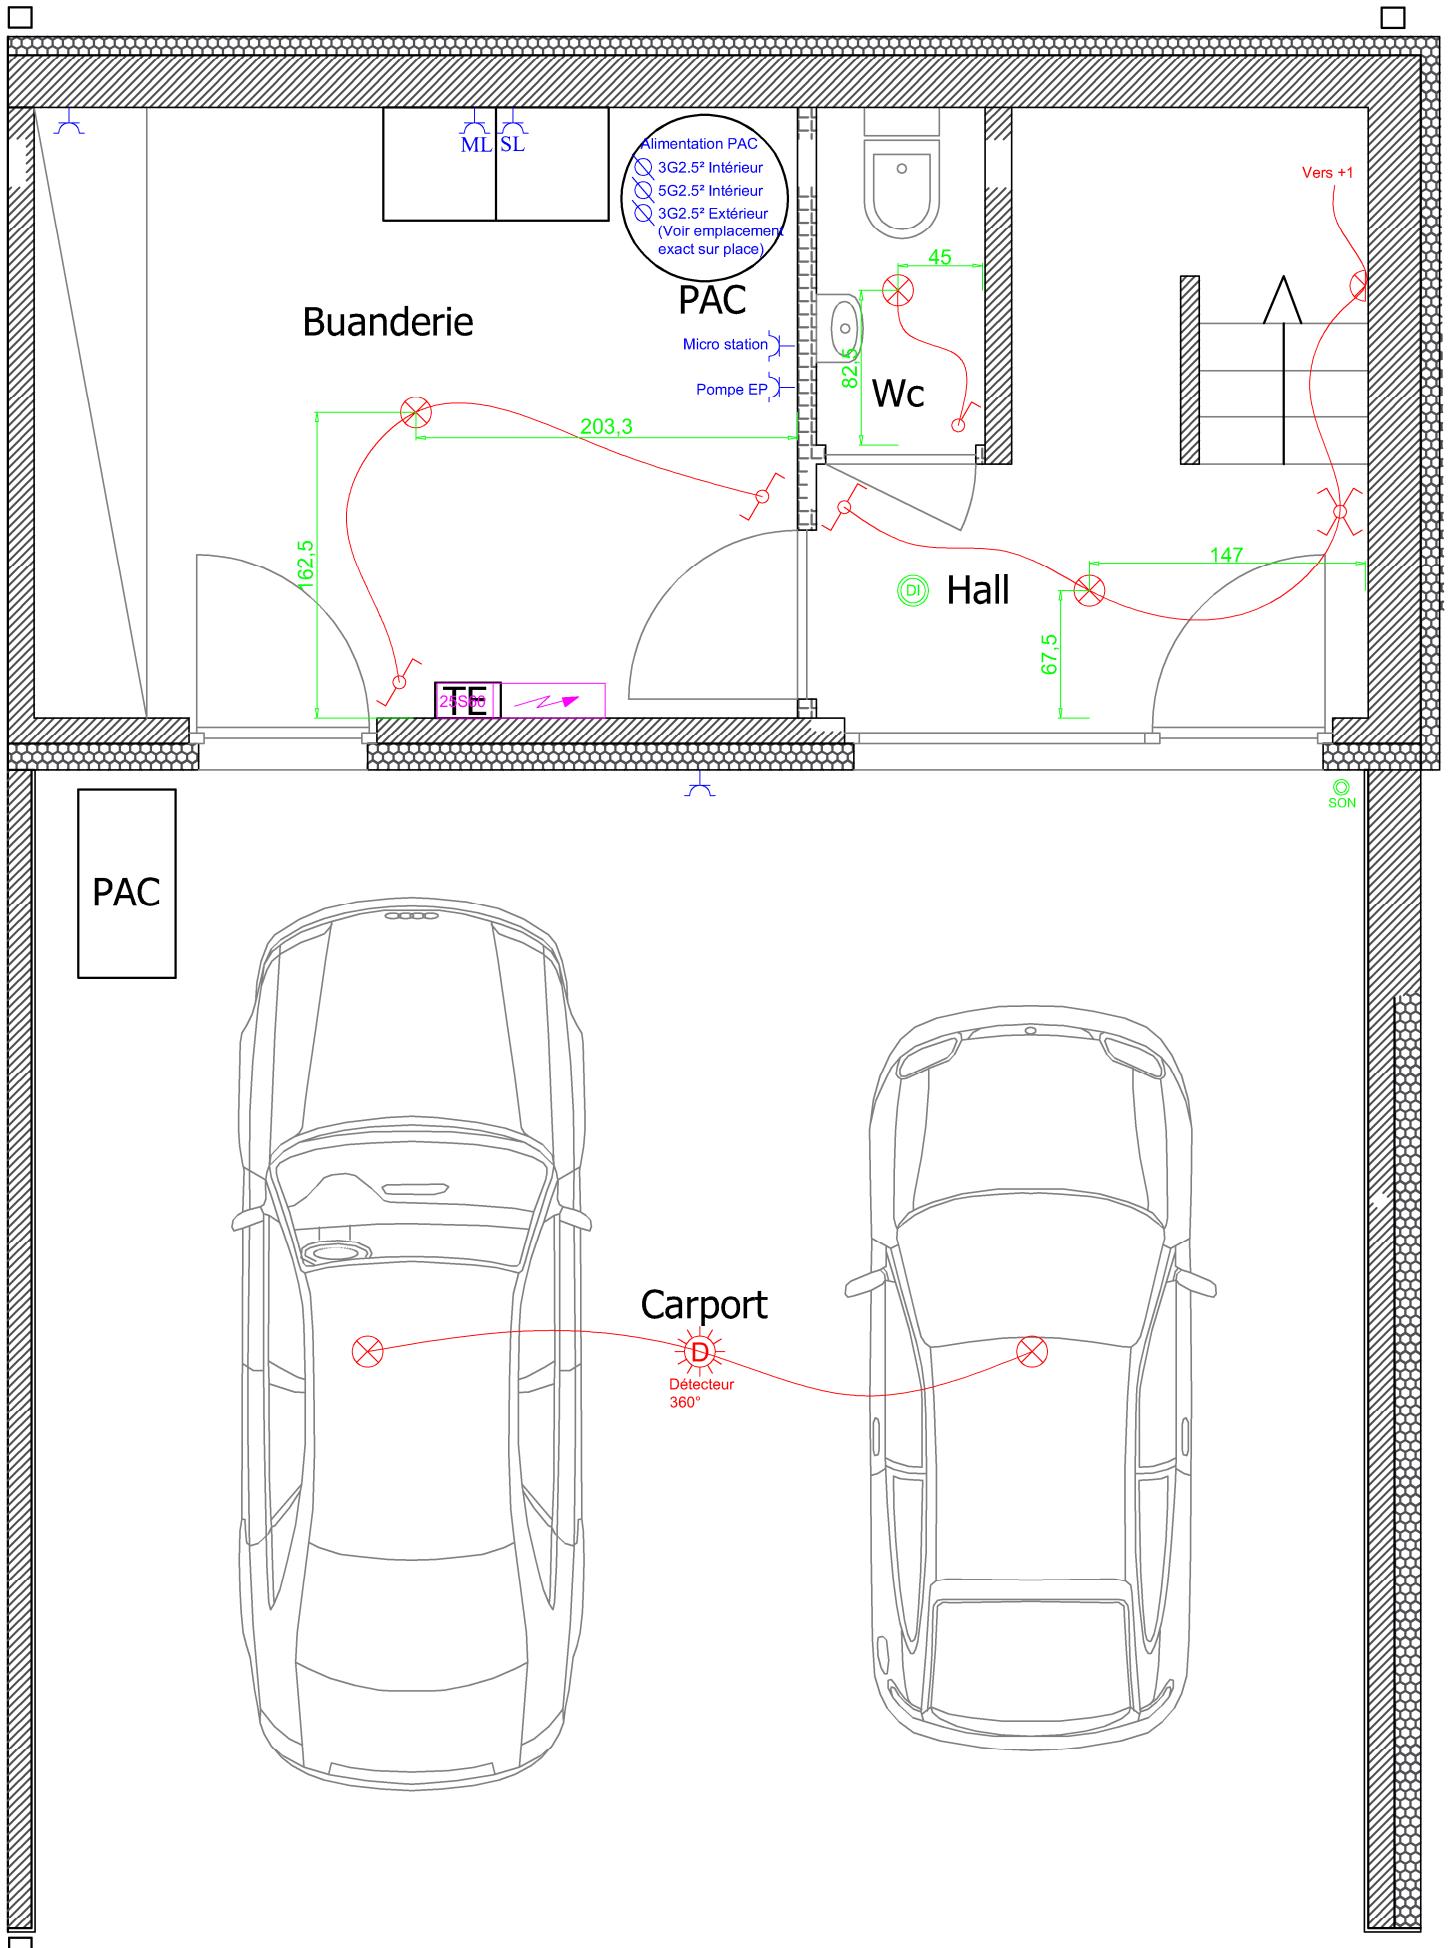 ML SL
Alimentation PAC
3G2.5² Intérieur
5G2.5² Intérieur
3G2.5² Extérieur
(Voir emplacement
exact sur place)
Vers +1
45
PAC
Buanderie
Micro station
82,5
Pompe EP
Wc
203,3
162,5
147
DI
Hall
67,5
TE
25S60
SON
PAC
Carport
D
Détecteur
360°